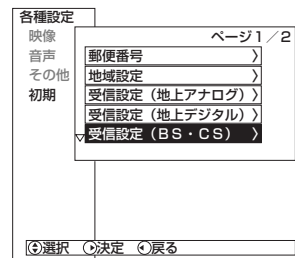 各種設定
映像
音声
その他
初期
ページ1／2
郵便番号 〉
地域設定 〉
受信設定（地上アナログ）〉
受信設定（地上デジタル）〉
受信設定（BS・CS）〉
選択 決定 戻る